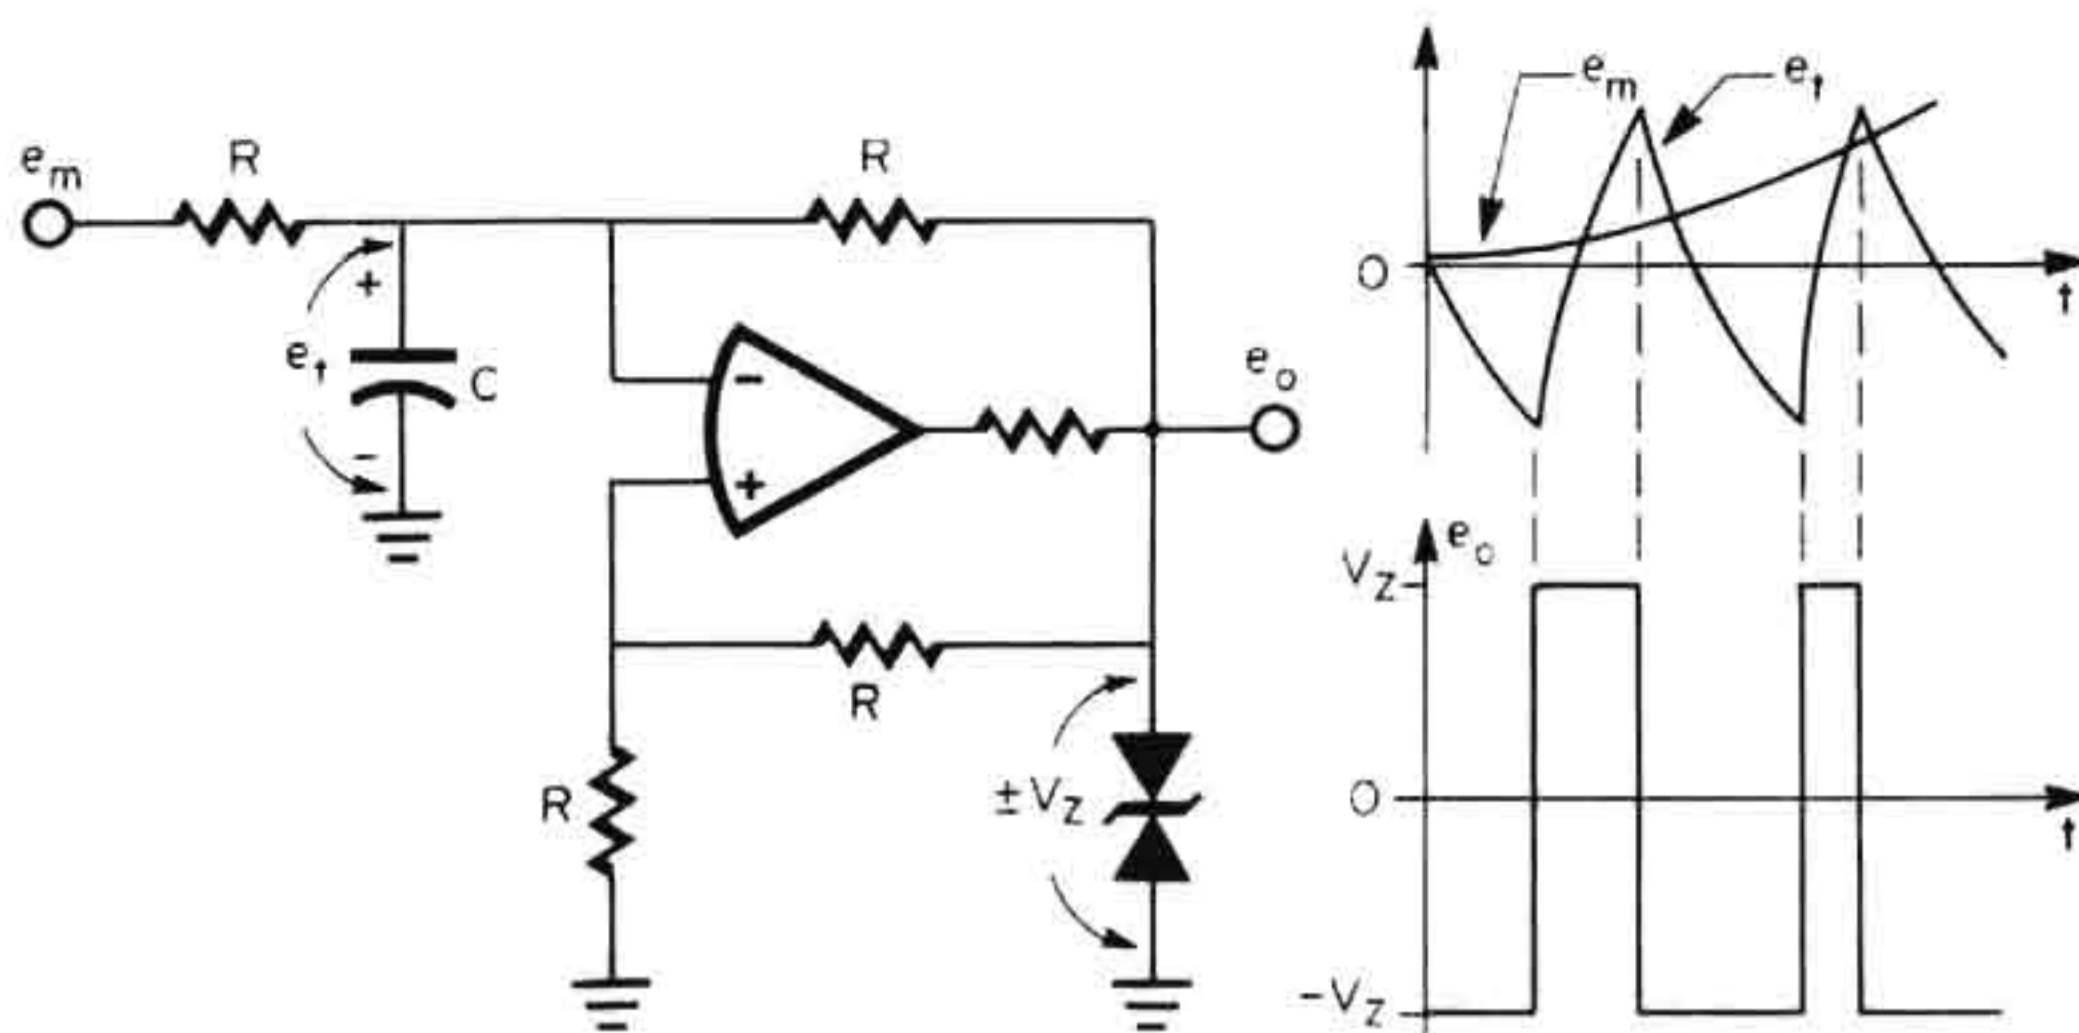 e_m
R
R
+
e_t
-
C
-
+
e_o
R
R
± V_Z
e_m
e_t
O
t
e_o
V_Z
O
t
-V_Z